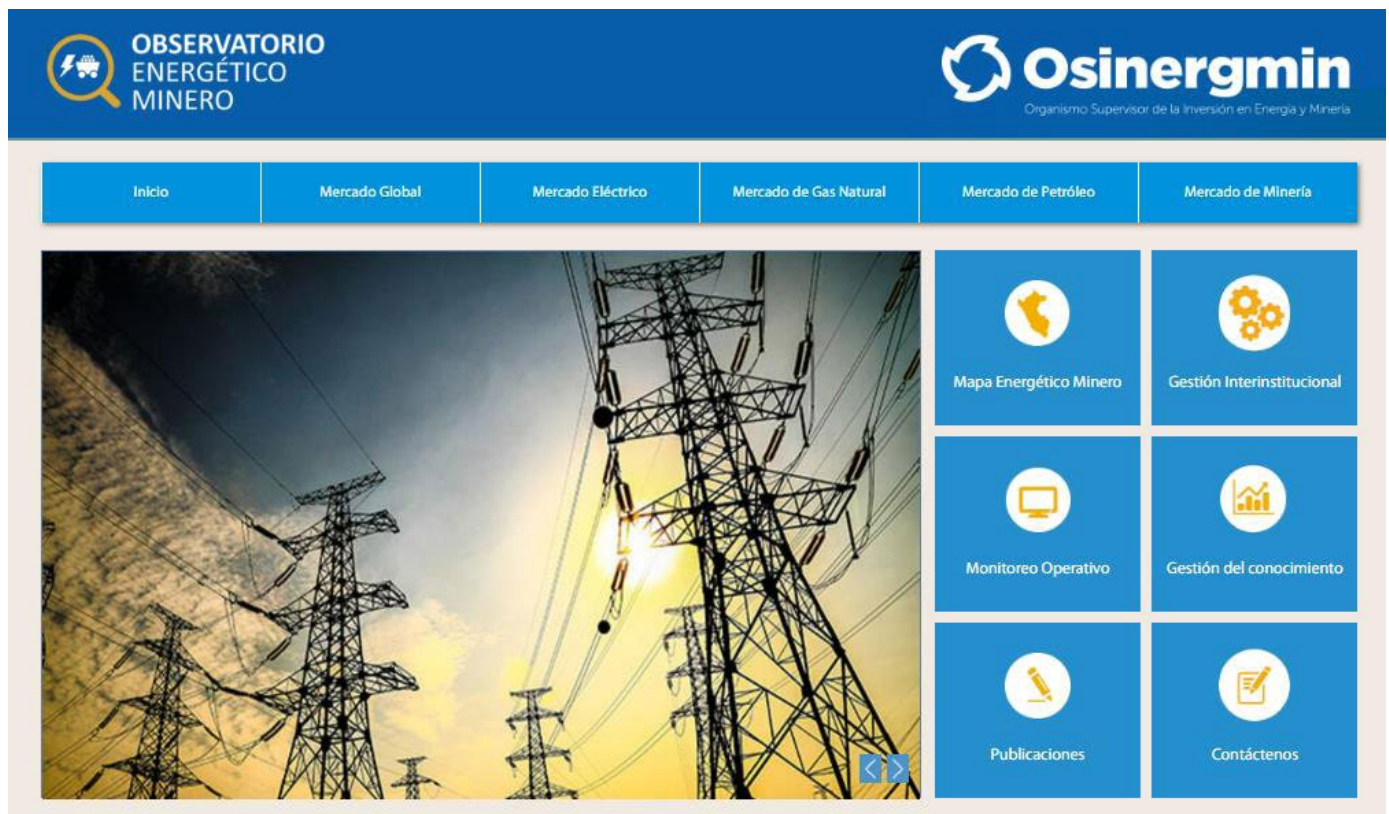 OBSERVATORIO
ENERGÉTICO
MINERO
Osinergmin
Organismo Supervisor de la Inversión en Energía y Minería
Inicio
Mercado Global
Mercado Eléctrico
Mercado de Gas Natural
Mercado de Petróleo
Mercado de Minería
Mapa Energético Minero
Gestión Interinstitucional
Monitoreo Operativo
Gestión del conocimiento
Publicaciones
Contáctenos